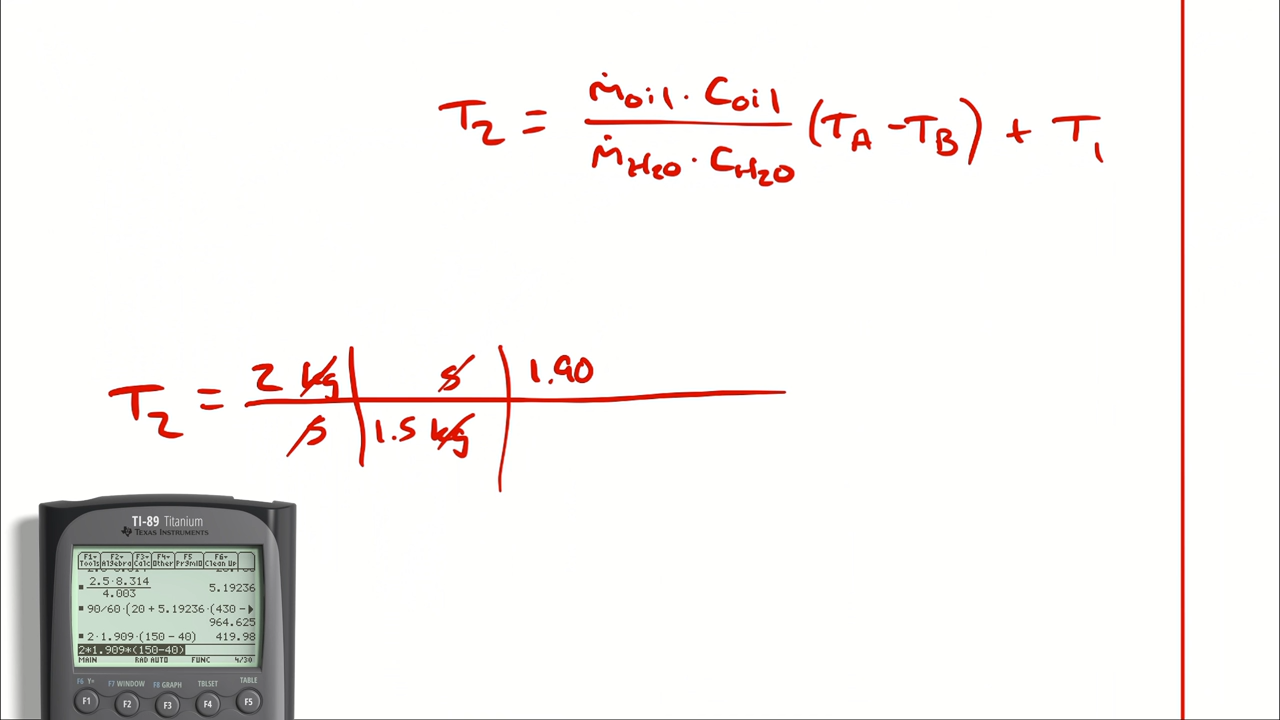 T₂ = ṁoil · Coil / ṁH₂O · CH₂O (TA - TB) + T₁
T₂ = 2 kg | s | 1.90
s | 1.5 kg |
TI-89 Titanium
TEXAS INSTRUMENTS
F1▾ F2▾ F3▾ F4▾ F5 F6▾
Tools Algebra Calc Other PrgmIO Clean Up
2.5·8.314
4.003
5.19236
90/60·(20 + 5.19236·(430 - ▸
964.625
2·1.909·(150 - 40) 419.98
2*1.909*(150-40)
MAIN RAD AUTO FUNC 4/30
F6 Y= F7 WINDOW F8 GRAPH TBLSET TABLE
F1 F2 F3 F4 F5